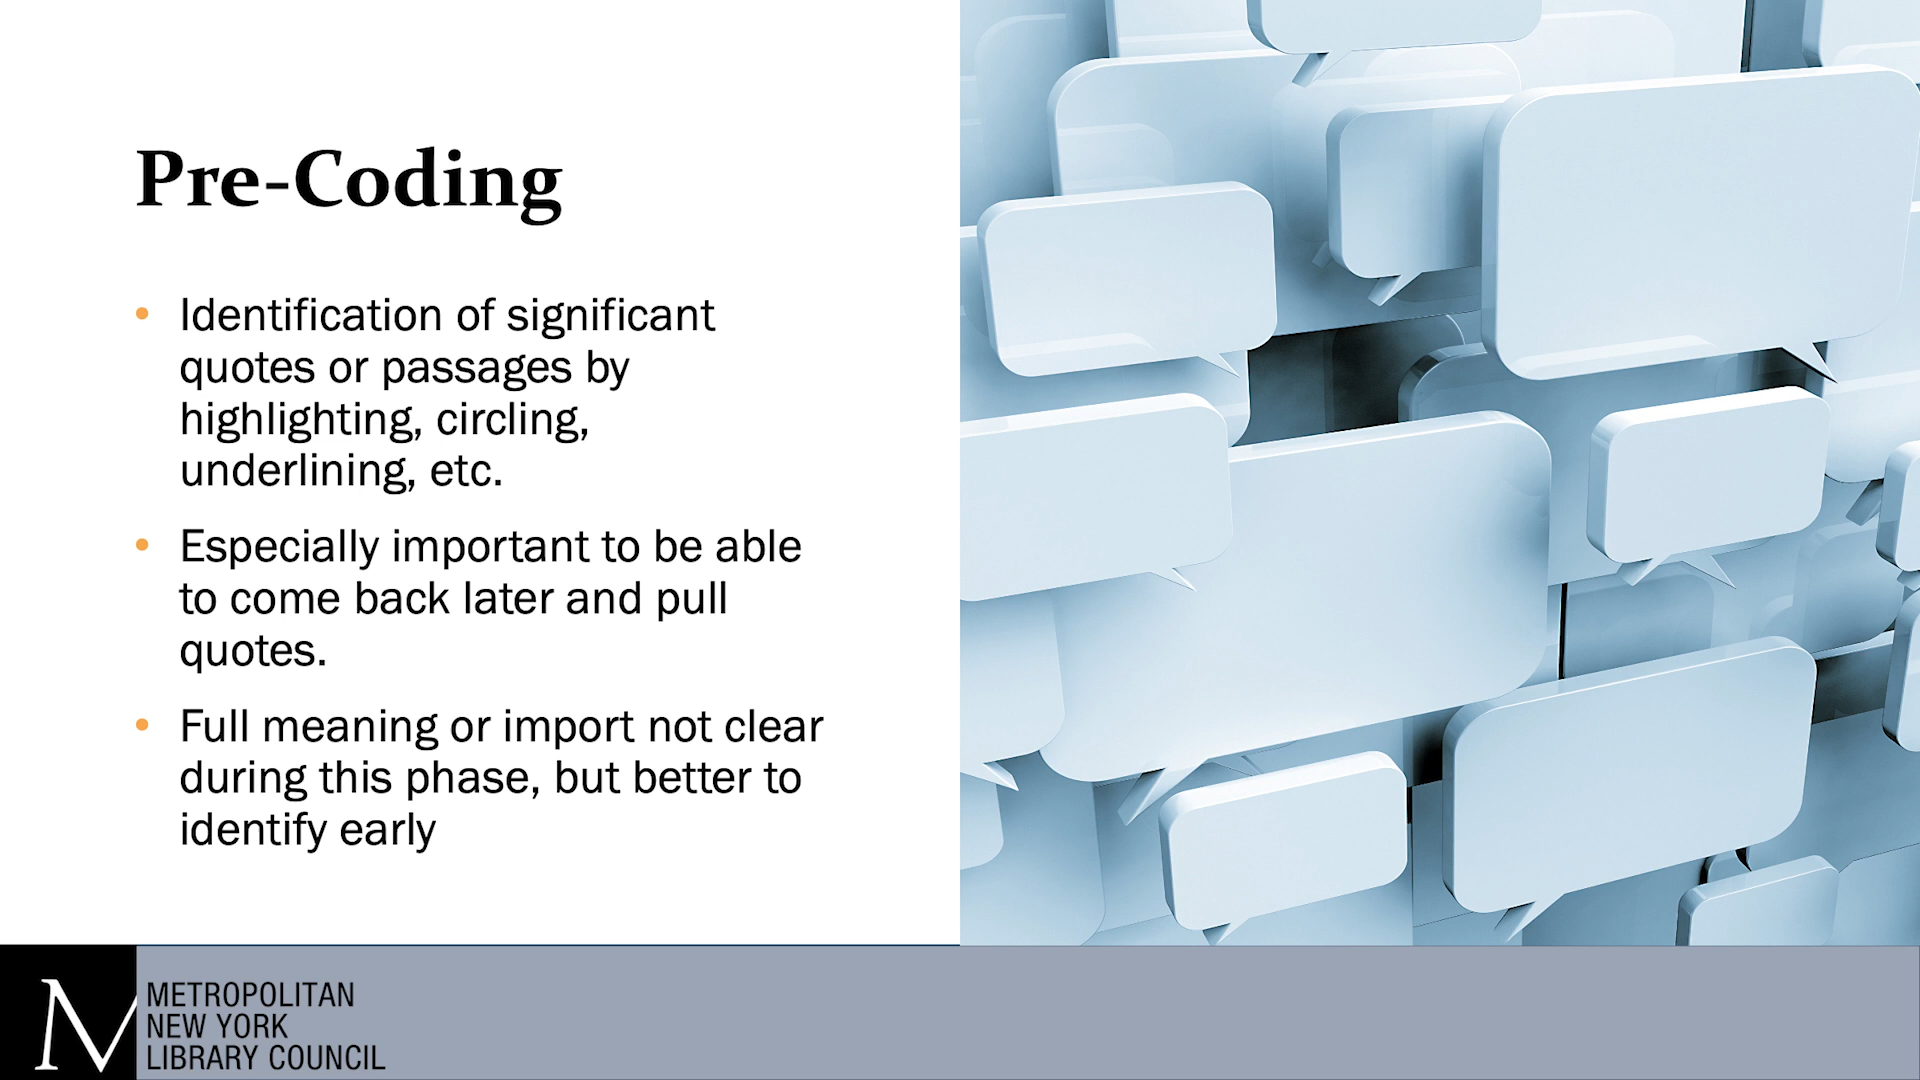 Pre-Coding
• Identification of significant
quotes or passages by
highlighting, circling,
underlining, etc.
• Especially important to be able
to come back later and pull
quotes.
• Full meaning or import not clear
during this phase, but better to
identify early
M
METROPOLITAN
NEW YORK
LIBRARY COUNCIL